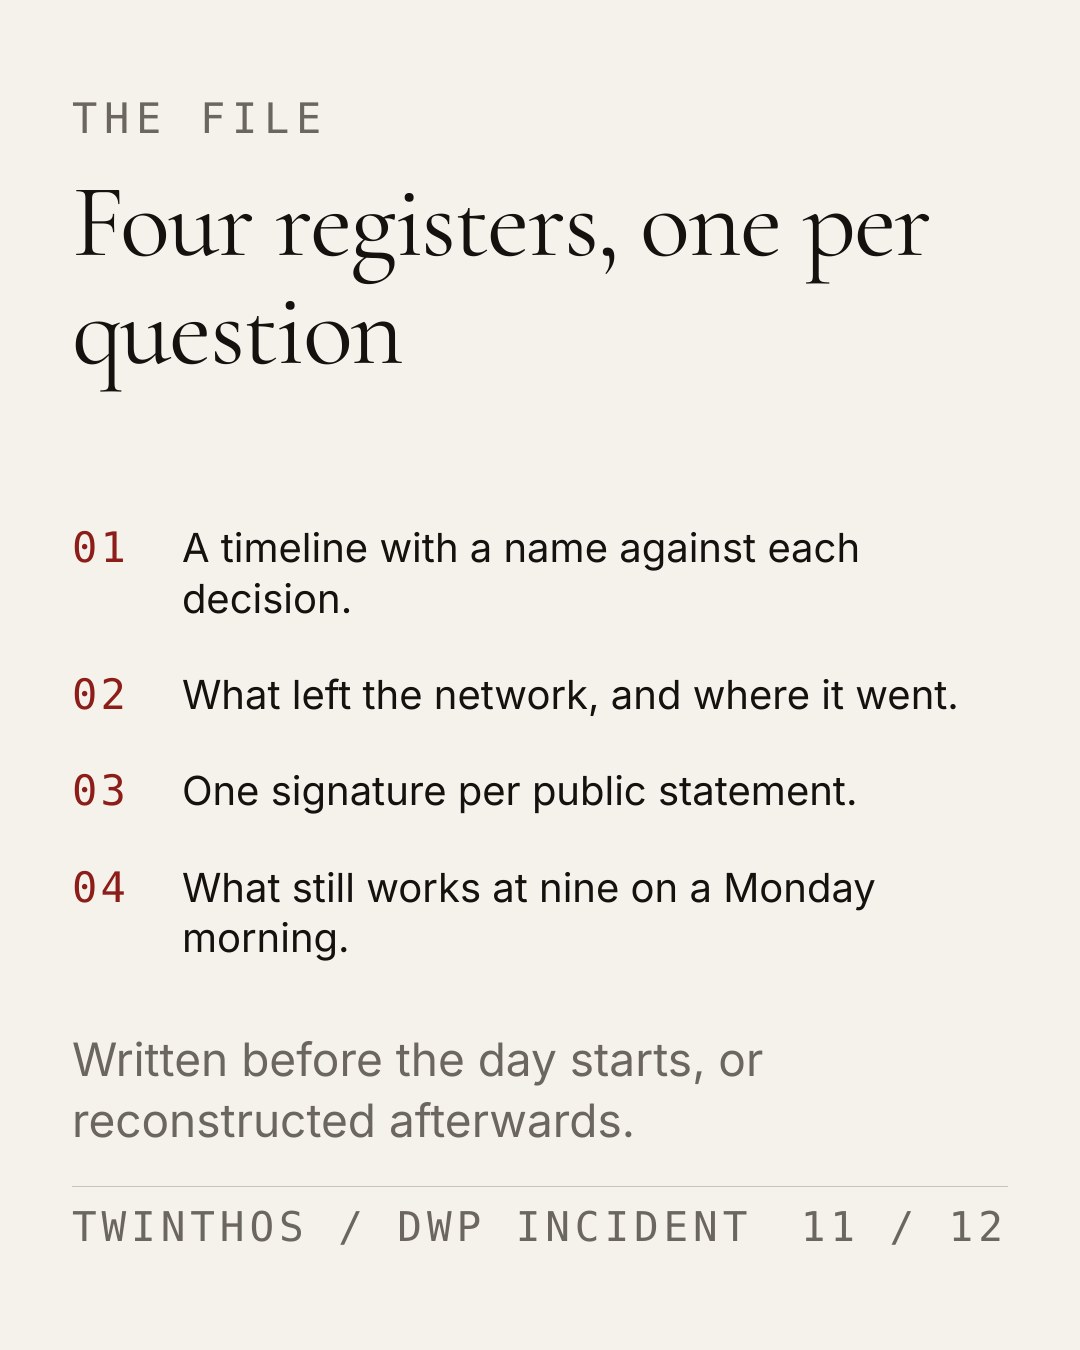 THE FILE
Four registers, one per
question
01 A timeline with a name against each
decision.
02 What left the network, and where it went.
03 One signature per public statement.
04 What still works at nine on a Monday
morning.
Written before the day starts, or
reconstructed afterwards.
TWINTHOS / DWP INCIDENT 11 / 12